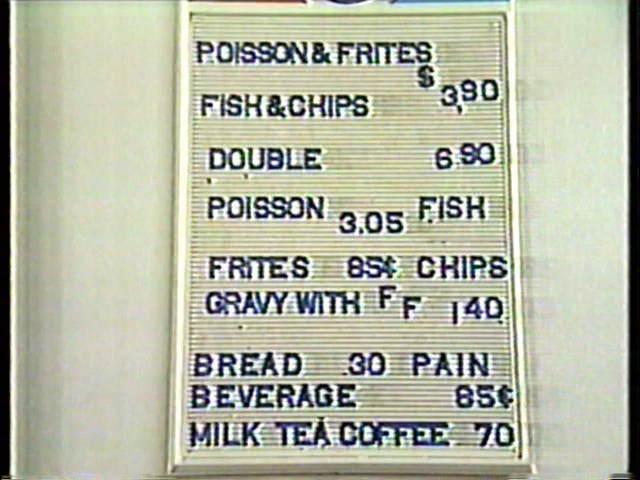 POISSON & FRITES
$ 3,90
FISH & CHIPS
DOUBLE 6.90
POISSON 3.05 FISH
FRITES 85¢ CHIPS
GRAVY WITH F F 1 40
BREAD .30 PAIN
BEVERAGE 85¢
MILK TEA COFFEE 70